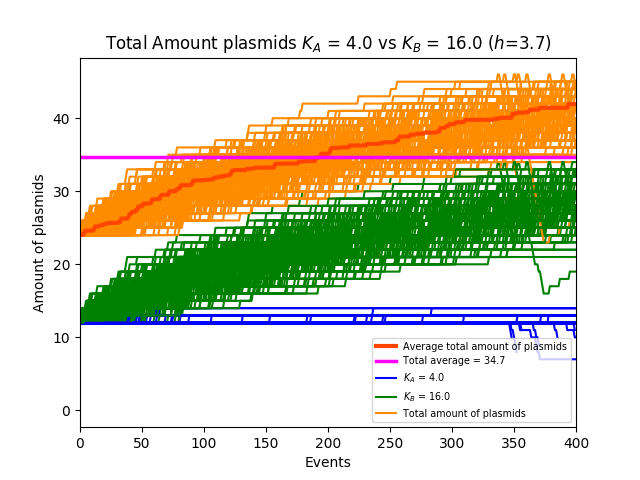 Total Amount plasmids K_A = 4.0 vs K_B = 16.0 (h=3.7)
Amount of plasmids
40
30
20
10
0
Average total amount of plasmids
Total average = 34.7
K_A = 4.0
K_B = 16.0
Total amount of plasmids
0 50 100 150 200 250 300 350 400
Events